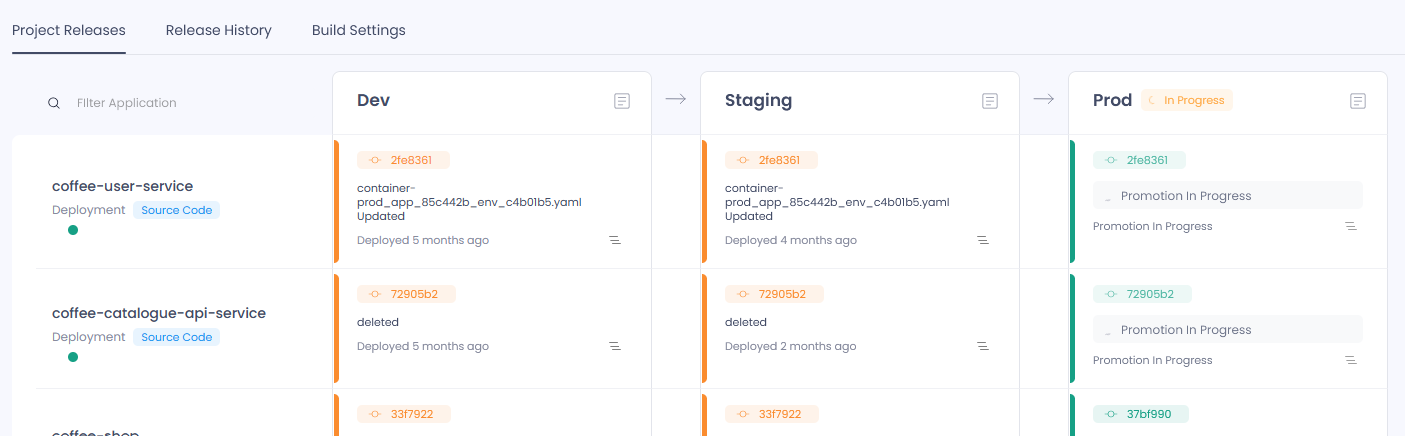 Project Releases
Release History
Build Settings
FIlter Application
Dev
Staging
Prod
In Progress
coffee-user-service
Deployment
Source Code
2fe8361
container-
prod_app_85c442b_env_c4b01b5.yaml
Updated
Deployed 5 months ago
2fe8361
container-
prod_app_85c442b_env_c4b01b5.yaml
Updated
Deployed 4 months ago
2fe8361
Promotion In Progress
Promotion In Progress
coffee-catalogue-api-service
Deployment
Source Code
72905b2
deleted
Deployed 5 months ago
72905b2
deleted
Deployed 2 months ago
72905b2
Promotion In Progress
Promotion In Progress
coffee-shop
33f7922
33f7922
37bf990